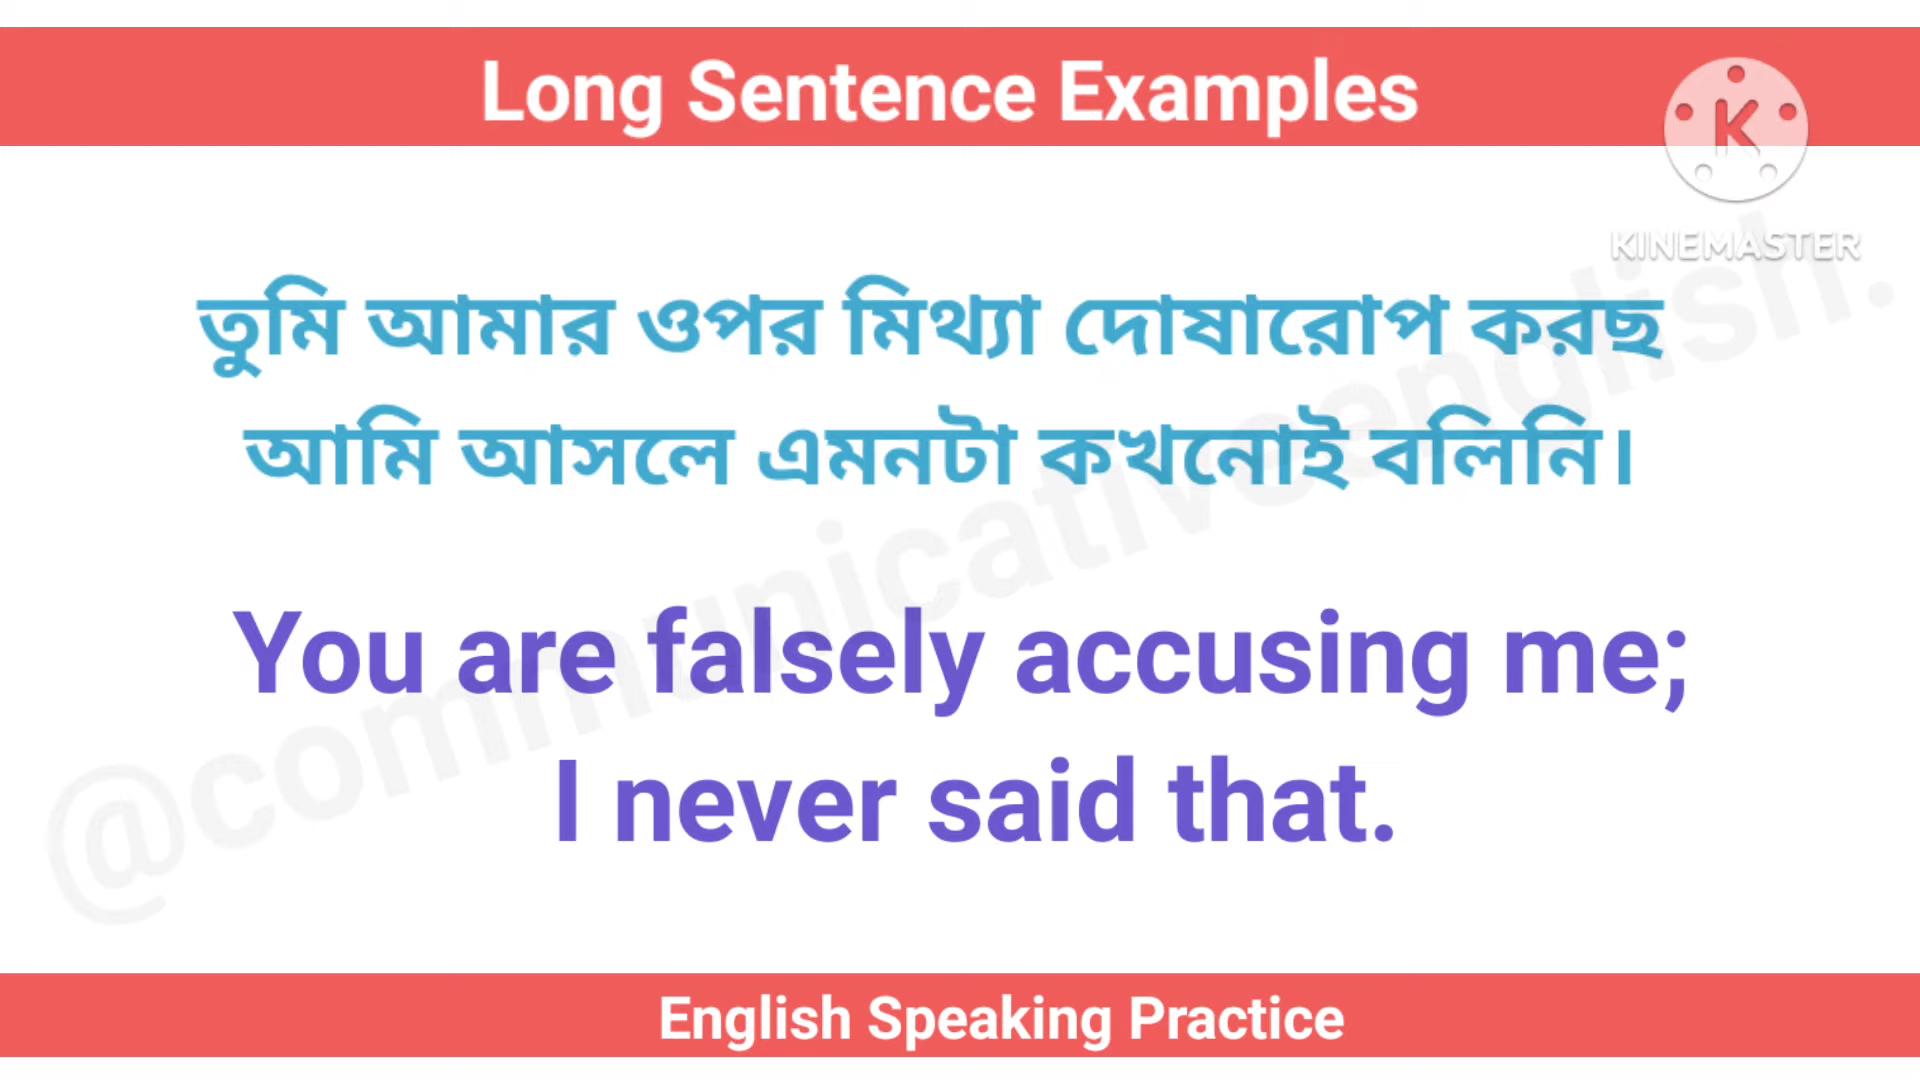 Long Sentence Examples
K
KINEMASTER
তুমি আমার ওপর মিথ্যা দোষারোপ করছ
আমি আসলে এমনটা কখনোই বলিনি।
You are falsely accusing me;
I never said that.
@communicativeenglish.
English Speaking Practice